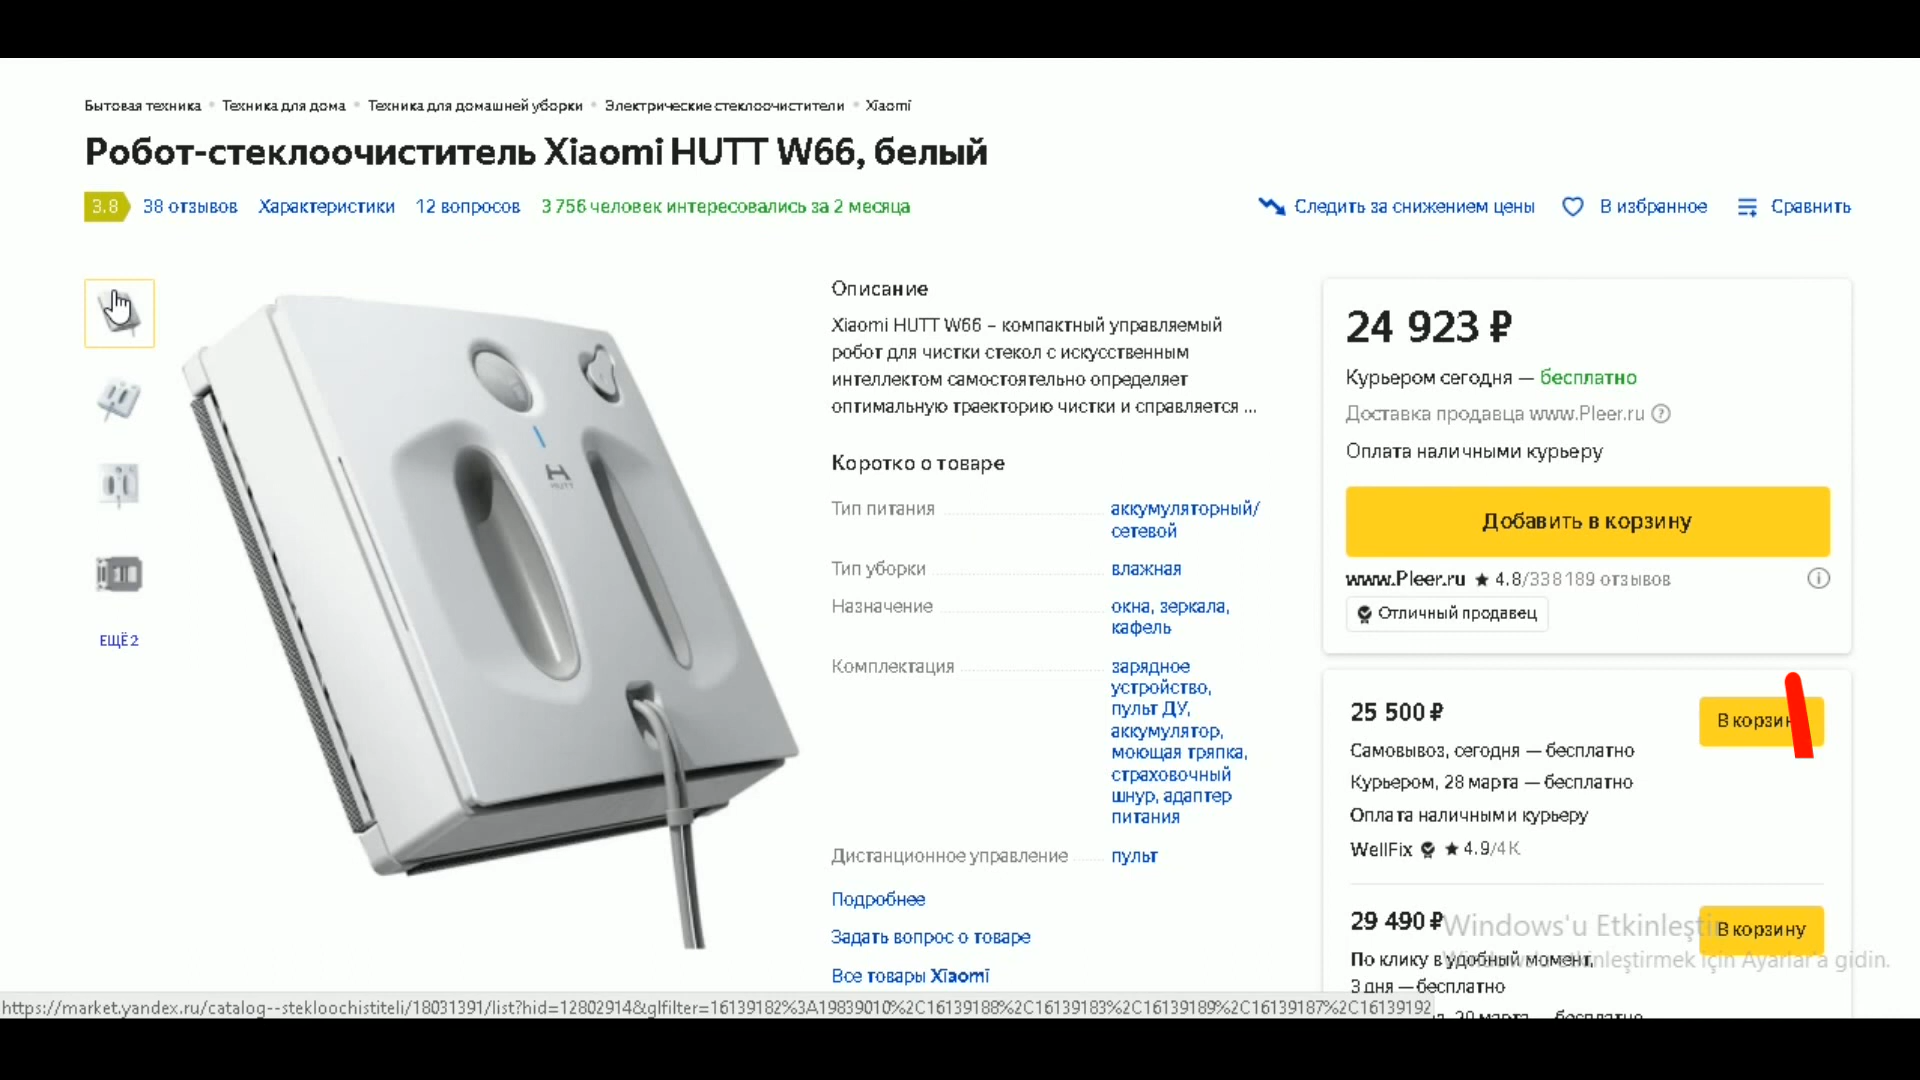 Бытовая техника • Техника для дома • Техника для домашней уборки • Электрические стеклоочистители • Xiaomi
Робот-стеклоочиститель Xiaomi HUTT W66, белый
3.8 38 отзывов Характеристики 12 вопросов 3 756 человек интересовались за 2 месяца
Следить за снижением цены В избранное Сравнить
ЕЩЁ 2
HUTT
Описание
Xiaomi HUTT W66 – компактный управляемый
робот для чистки стекол с искусственным
интеллектом самостоятельно определяет
оптимальную траекторию чистки и справляется ...
Коротко о товаре
Тип питания аккумуляторный/
сетевой
Тип уборки влажная
Назначение окна, зеркала,
кафель
Комплектация зарядное
устройство,
пульт ДУ,
аккумулятор,
моющая тряпка,
страховочный
шнур, адаптер
питания
Дистанционное управление пульт
Подробнее
Задать вопрос о товаре
Все товары Xiaomi
24 923 ₽
Курьером сегодня — бесплатно
Доставка продавца www.Pleer.ru ?
Оплата наличными курьеру
Добавить в корзину
www.Pleer.ru ★ 4.8/338189 отзывов
Отличный продавец
25 500 ₽
В корзин
Самовывоз, сегодня — бесплатно
Курьером, 28 марта — бесплатно
Оплата наличными курьеру
WellFix ★ 4.9/4K
29 490 ₽
В корзину
По клику в удобный момент,
3 дня — бесплатно
Windows'u Etkinleştir
Windows'u etkinleştirmek için Ayarlar'a gidin.
https://market.yandex.ru/catalog--stekloochistiteli/18031391/list?hid=12802914&glfilter=16139182%3A19839010%2C16139188%2C16139183%2C16139189%2C16139187%2C16139192